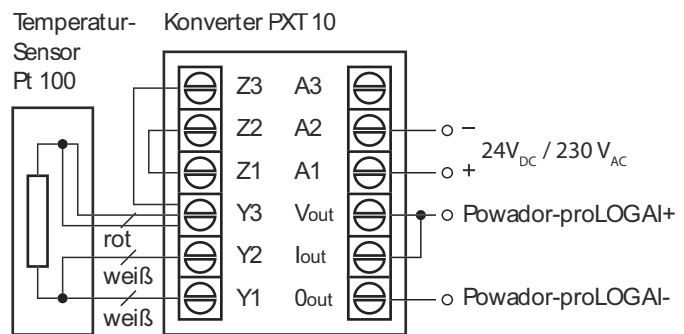 Temperatur-
Sensor
Pt 100
Konverter PXT 10
Z3 A3
Z2 A2 −
Z1 A1 +
24VDC / 230 VAC
Y3 Vout Powador-proLOGAI+
rot
Y2 Iout
weiß
Y1 0out Powador-proLOGAI-
weiß